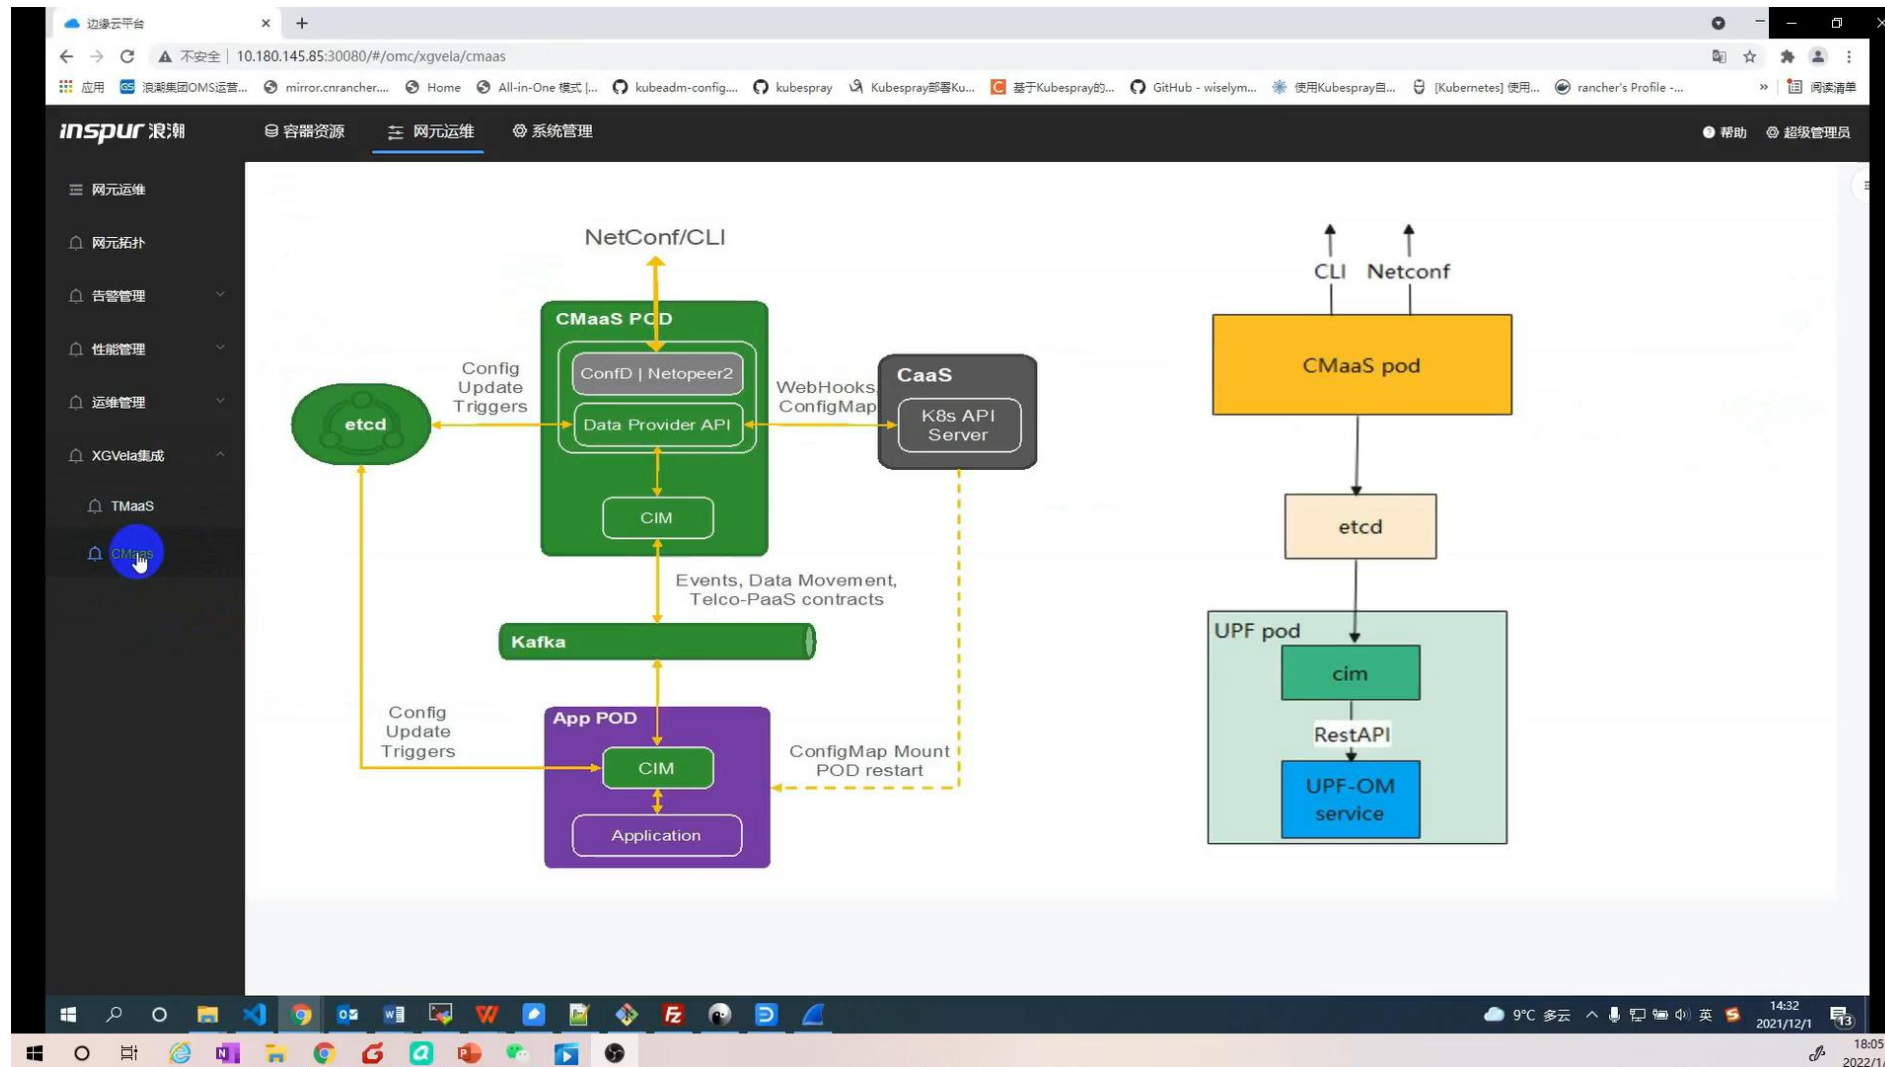 边缘云平台
不安全 | 10.180.145.85:30080/#/omc/xgvela/cmaas
应用 浪潮集团OMS运营... mirror.cnrancher.... Home All-in-One 模式 |... kubeadm-config.... kubespray Kubespray部署Ku... 基于Kubespray的... GitHub - wiselym... 使用Kubespray自... [Kubernetes] 使用... rancher's Profile -... » 阅读清单
inspur 浪潮 容器资源 网元运维 系统管理 帮助 超级管理员
网元运维
网元拓扑
告警管理
性能管理
运维管理
XGVela集成
TMaaS
CMaas
NetConf/CLI
CMaaS POD
ConfD | Netopeer2
Data Provider API
CIM
Config
Update
Triggers
etcd
WebHooks,
ConfigMap
CaaS
K8s API
Server
Events, Data Movement,
Telco-PaaS contracts
Kafka
Config
Update
Triggers
App POD
CIM
Application
ConfigMap Mount
POD restart
CLI Netconf
CMaaS pod
etcd
UPF pod
cim
RestAPI
UPF-OM
service
9°C 多云 英 14:32
2021/12/1
13
18:05
2022/1/